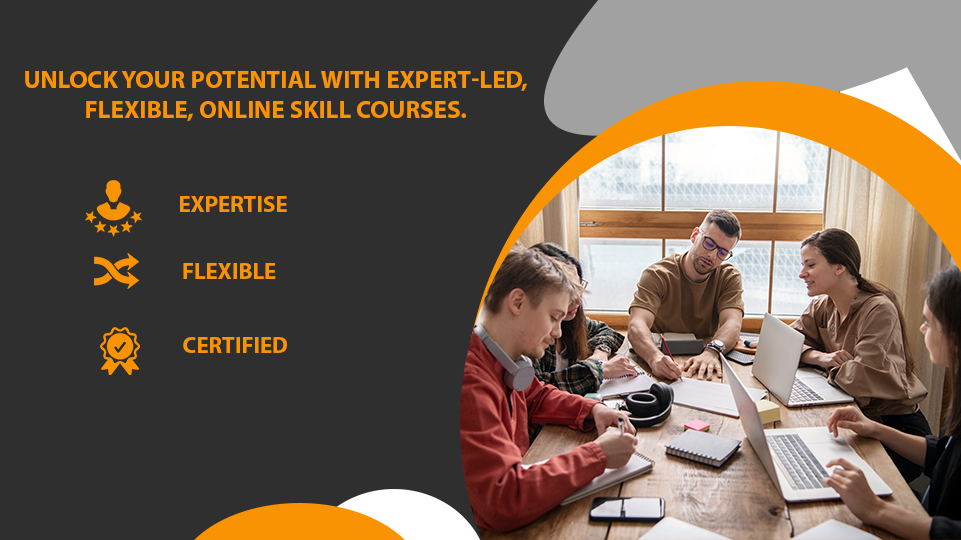 UNLOCK YOUR POTENTIAL WITH EXPERT-LED,
FLEXIBLE, ONLINE SKILL COURSES.
EXPERTISE
FLEXIBLE
CERTIFIED